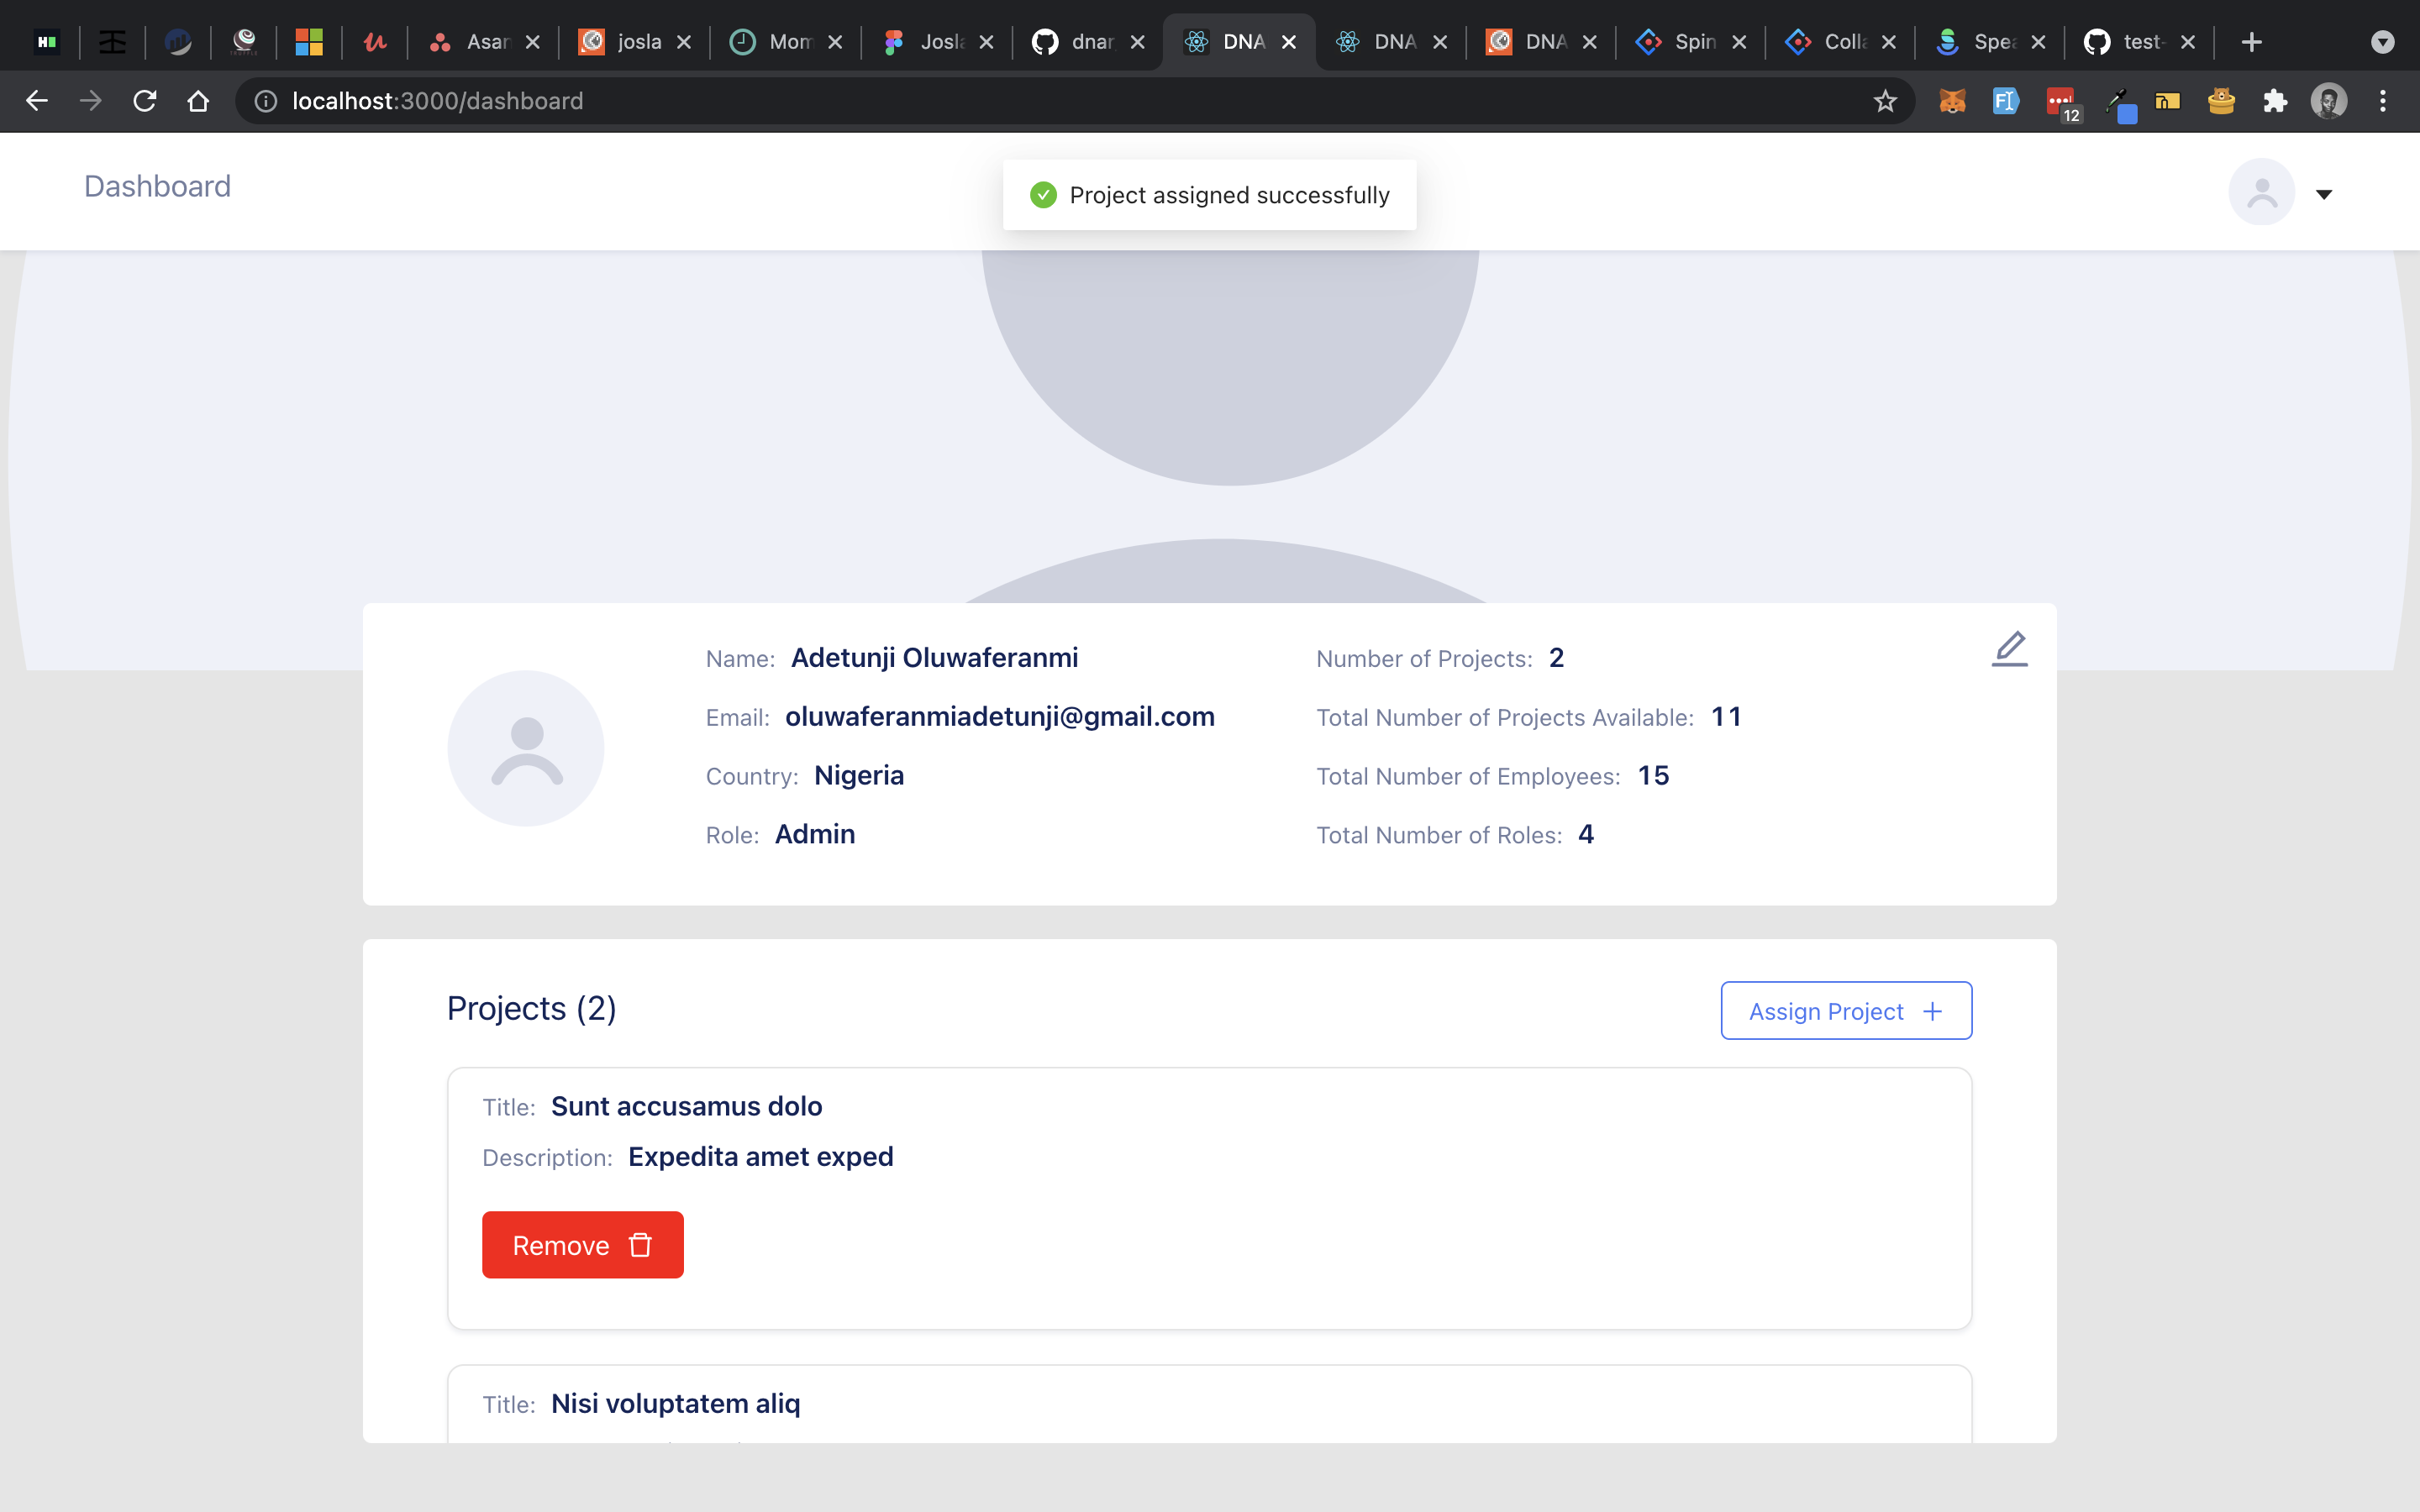 Asan
josla
Mom
Josla
dnar
DNA
DNA
DNA
Spin
Colla
Spea
test-
localhost:3000/dashboard
12
Dashboard
Project assigned successfully
Name: Adetunji Oluwaferanmi
Email: oluwaferanmiadetunji@gmail.com
Country: Nigeria
Role: Admin
Number of Projects: 2
Total Number of Projects Available: 11
Total Number of Employees: 15
Total Number of Roles: 4
Projects (2)
Assign Project
Title: Sunt accusamus dolo
Description: Expedita amet exped
Remove
Title: Nisi voluptatem aliq